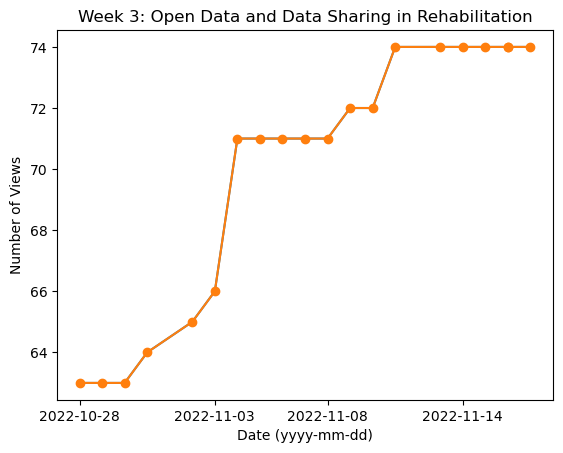 Week 3: Open Data and Data Sharing in Rehabilitation
74
72
70
68
66
64
Number of Views
2022-10-28 2022-11-03 2022-11-08 2022-11-14
Date (yyyy-mm-dd)